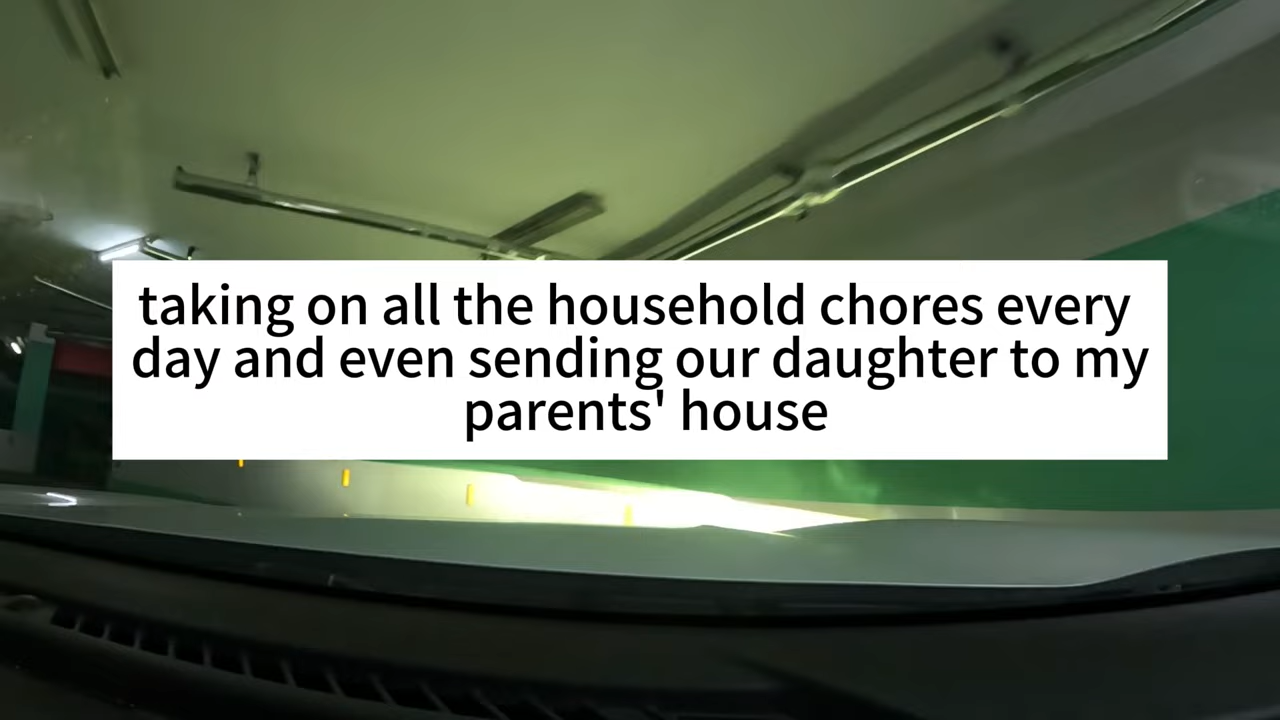 taking on all the household chores every
day and even sending our daughter to my
parents' house